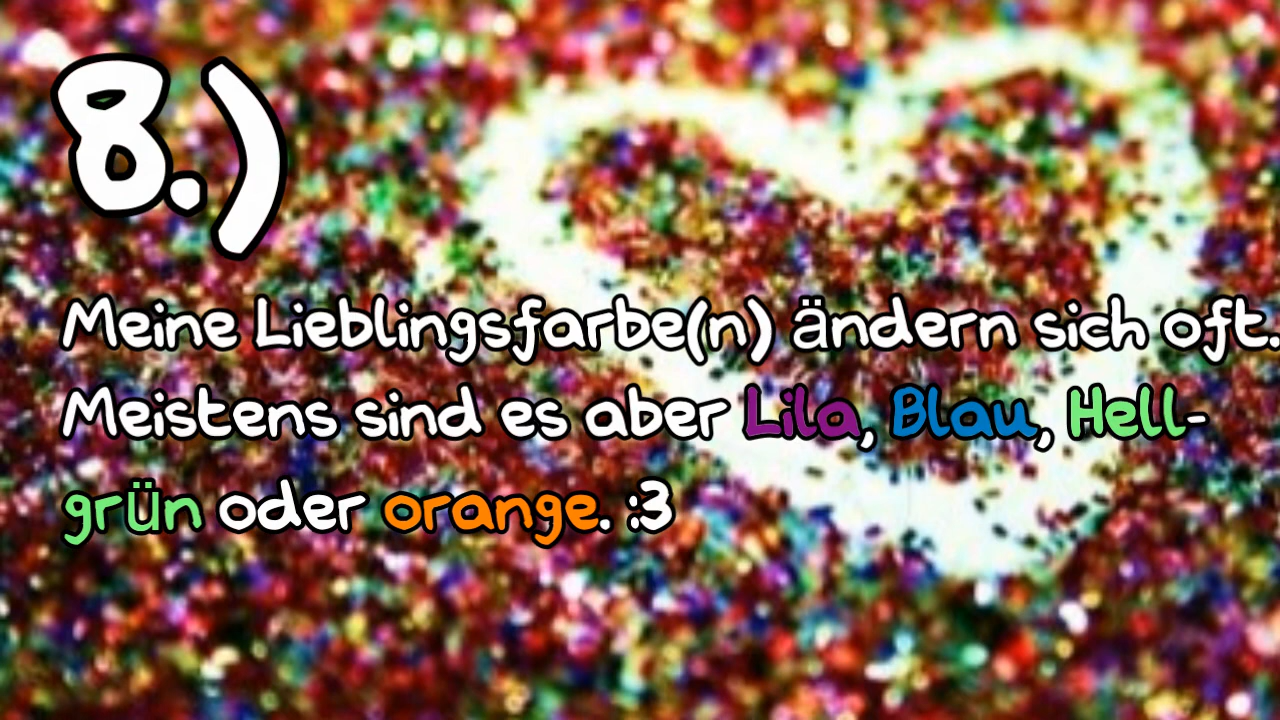 8.)
Meine Lieblingsfarbe(n) ändern sich oft.
Meistens sind es aber Lila, Blau, Hell-
grün oder orange. :3